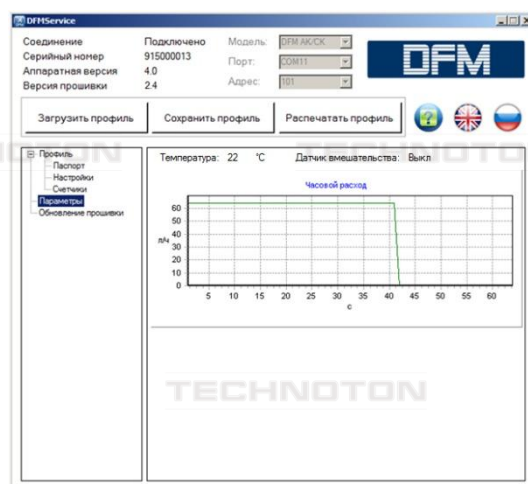 DFMService
Соединение Подключено Модель: DFM AK/CK
Серийный номер 915000013 Порт: COM11
Аппаратная версия 4.0 Адрес: 101
Версия прошивки 2.4
DFM
Загрузить профиль Сохранить профиль Распечатать профиль
Профиль
Паспорт
Настройки
Счетчики
Параметры
Обновление прошивки
Температура: 22 °C Датчик вмешательства: Выкл
Часовой расход
л/ч
60
50
40
30
20
10
0
5 10 15 20 25 30 35 40 45 50 55 60
с
TECHNOTON